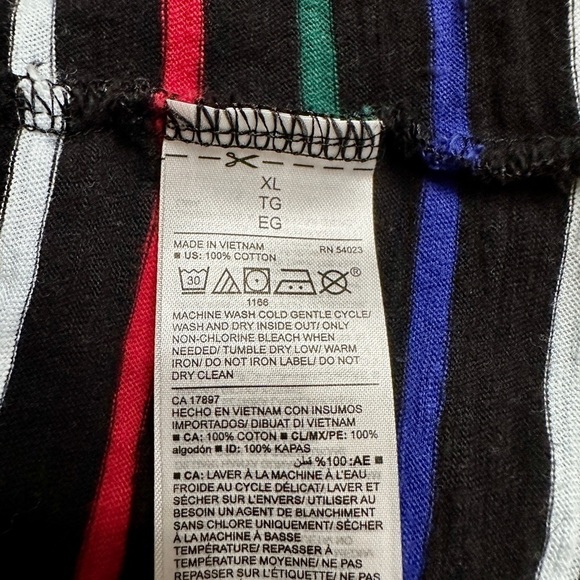 XL
TG
EG
MADE IN VIETNAM RN 54023
■ US: 100% COTTON
30
1166
MACHINE WASH COLD GENTLE CYCLE/
WASH AND DRY INSIDE OUT/ ONLY
NON-CHLORINE BLEACH WHEN
NEEDED/ TUMBLE DRY LOW/ WARM
IRON/ DO NOT IRON LABEL/ DO NOT
DRY CLEAN
CA 17897
HECHO EN VIETNAM CON INSUMOS
IMPORTADOS/ DIBUAT DI VIETNAM
■ CA: 100% COTON ■ CL/MX/PE: 100%
algodón ■ ID: 100% KAPAS
■ AE: 100% قطن
■ CA: LAVER À LA MACHINE À L'EAU
FROIDE AU CYCLE DÉLICAT/ LAVER ET
SÉCHER SUR L'ENVERS/ UTILISER AU
BESOIN UN AGENT DE BLANCHIMENT
SANS CHLORE UNIQUEMENT/ SÉCHER
À LA MACHINE À BASSE
TEMPÉRATURE/ REPASSER À
TEMPÉRATURE MOYENNE/ NE PAS
REPASSER SUR L'ÉTIQUETTE/ NE PAS